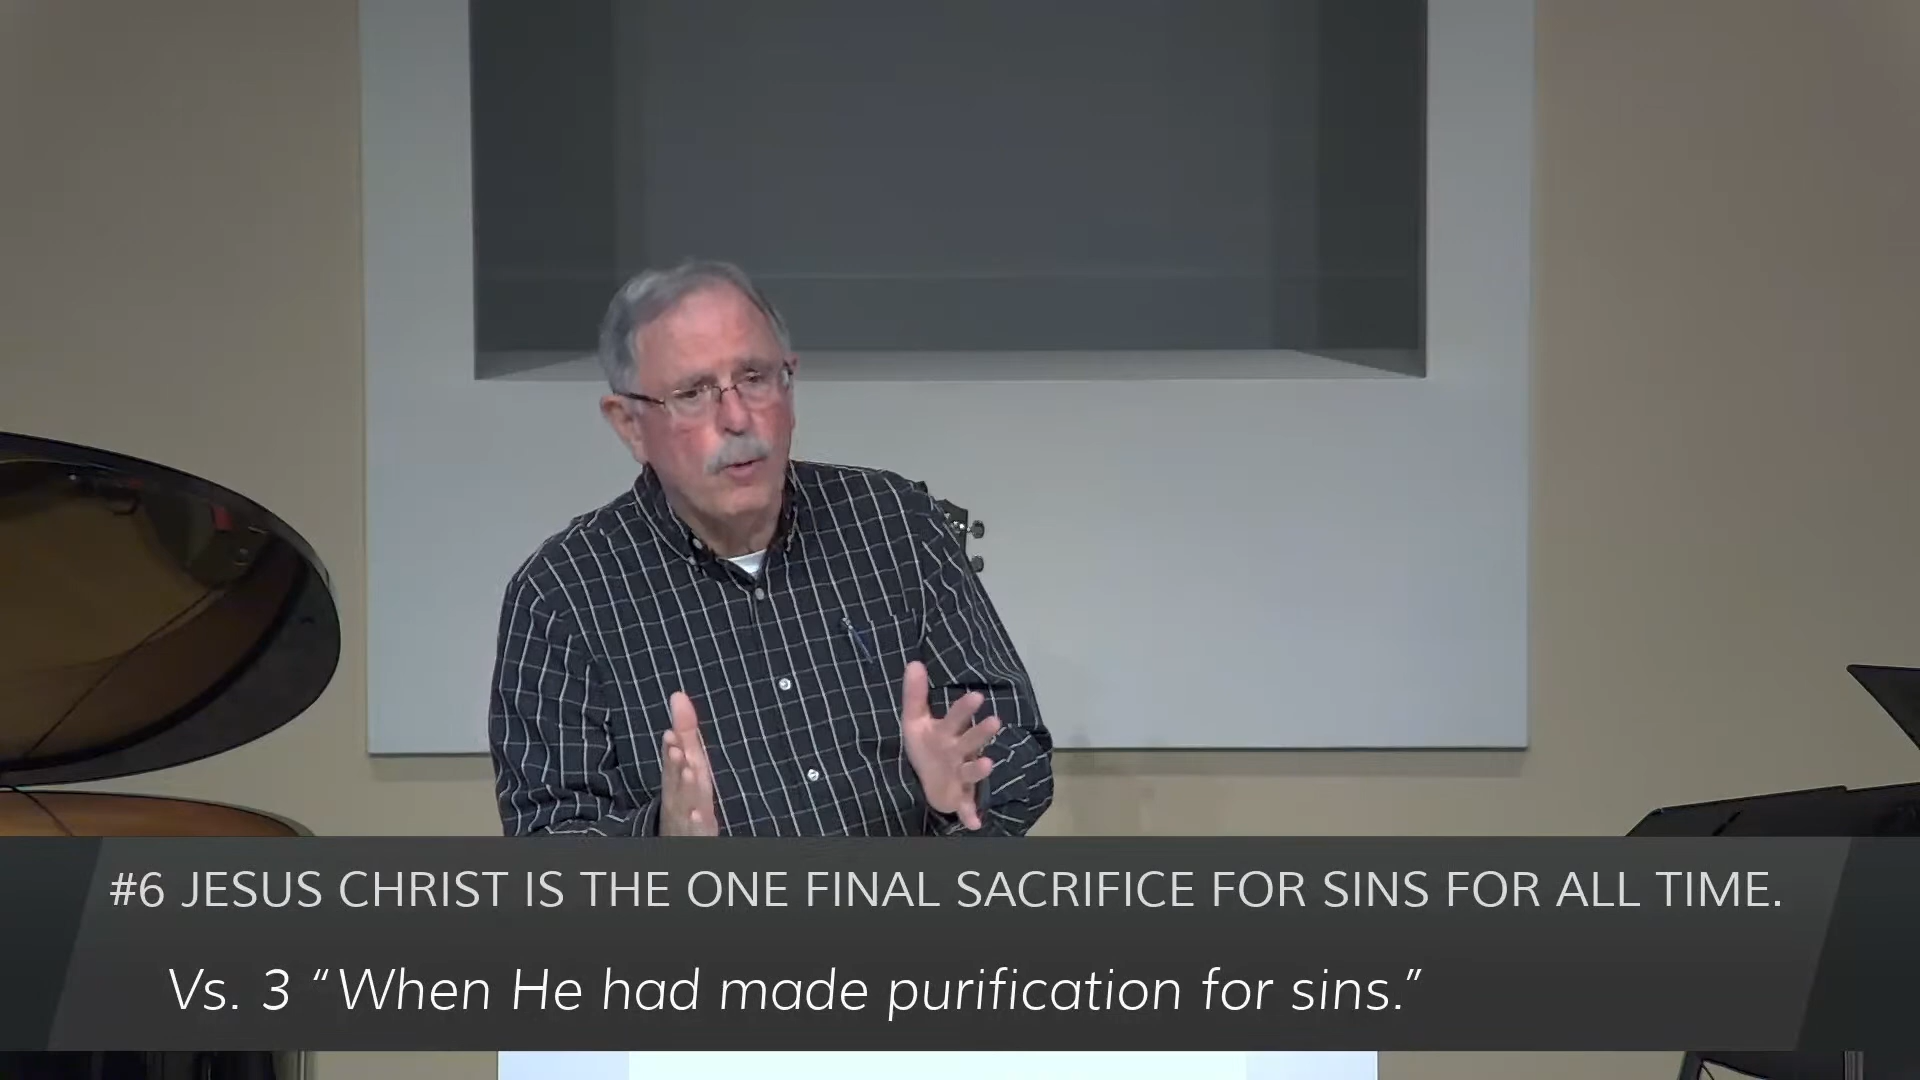 #6 JESUS CHRIST IS THE ONE FINAL SACRIFICE FOR SINS FOR ALL TIME.
Vs. 3 “When He had made purification for sins.”